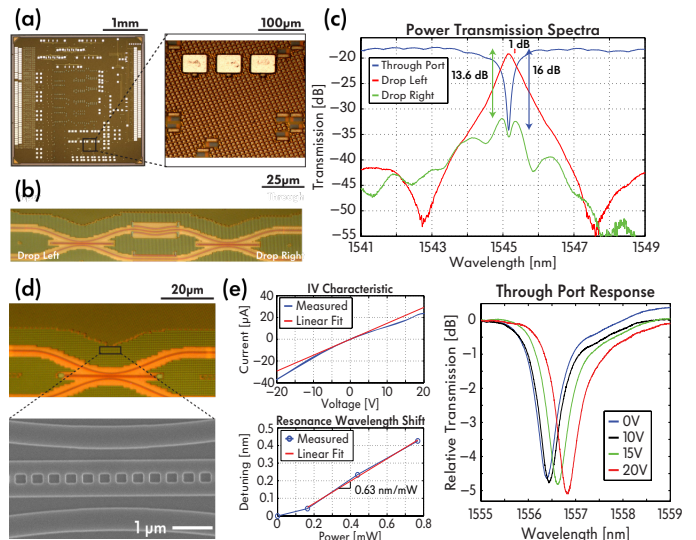 (a)
1mm
100μm
(b)
25μm
Drop Left
Drop Right
(c)
Power Transmission Spectra
1 dB
−20
−25
−30
−35
−40
−45
−50
−55
Transmission [dB]
Through Port
Drop Left
Drop Right
13.6 dB
16 dB
1541
1543
1545
1547
1549
Wavelength [nm]
(d)
20μm
1 μm
(e)
IV Characteristic
40
20
0
−20
−40
Current [μA]
Measured
Linear Fit
−20
−10
0
10
20
Voltage [V]
Resonance Wavelength Shift
0.5
0.4
0.3
0.2
0.1
0
Detuning [nm]
Measured
Linear Fit
0.63 nm/mW
0
0.2
0.4
0.6
0.8
Power [mW]
Through Port Response
0
−1
−2
−3
−4
−5
Relative Transmission [dB]
0V
10V
15V
20V
1555
1556
1557
1558
1559
Wavelength [nm]